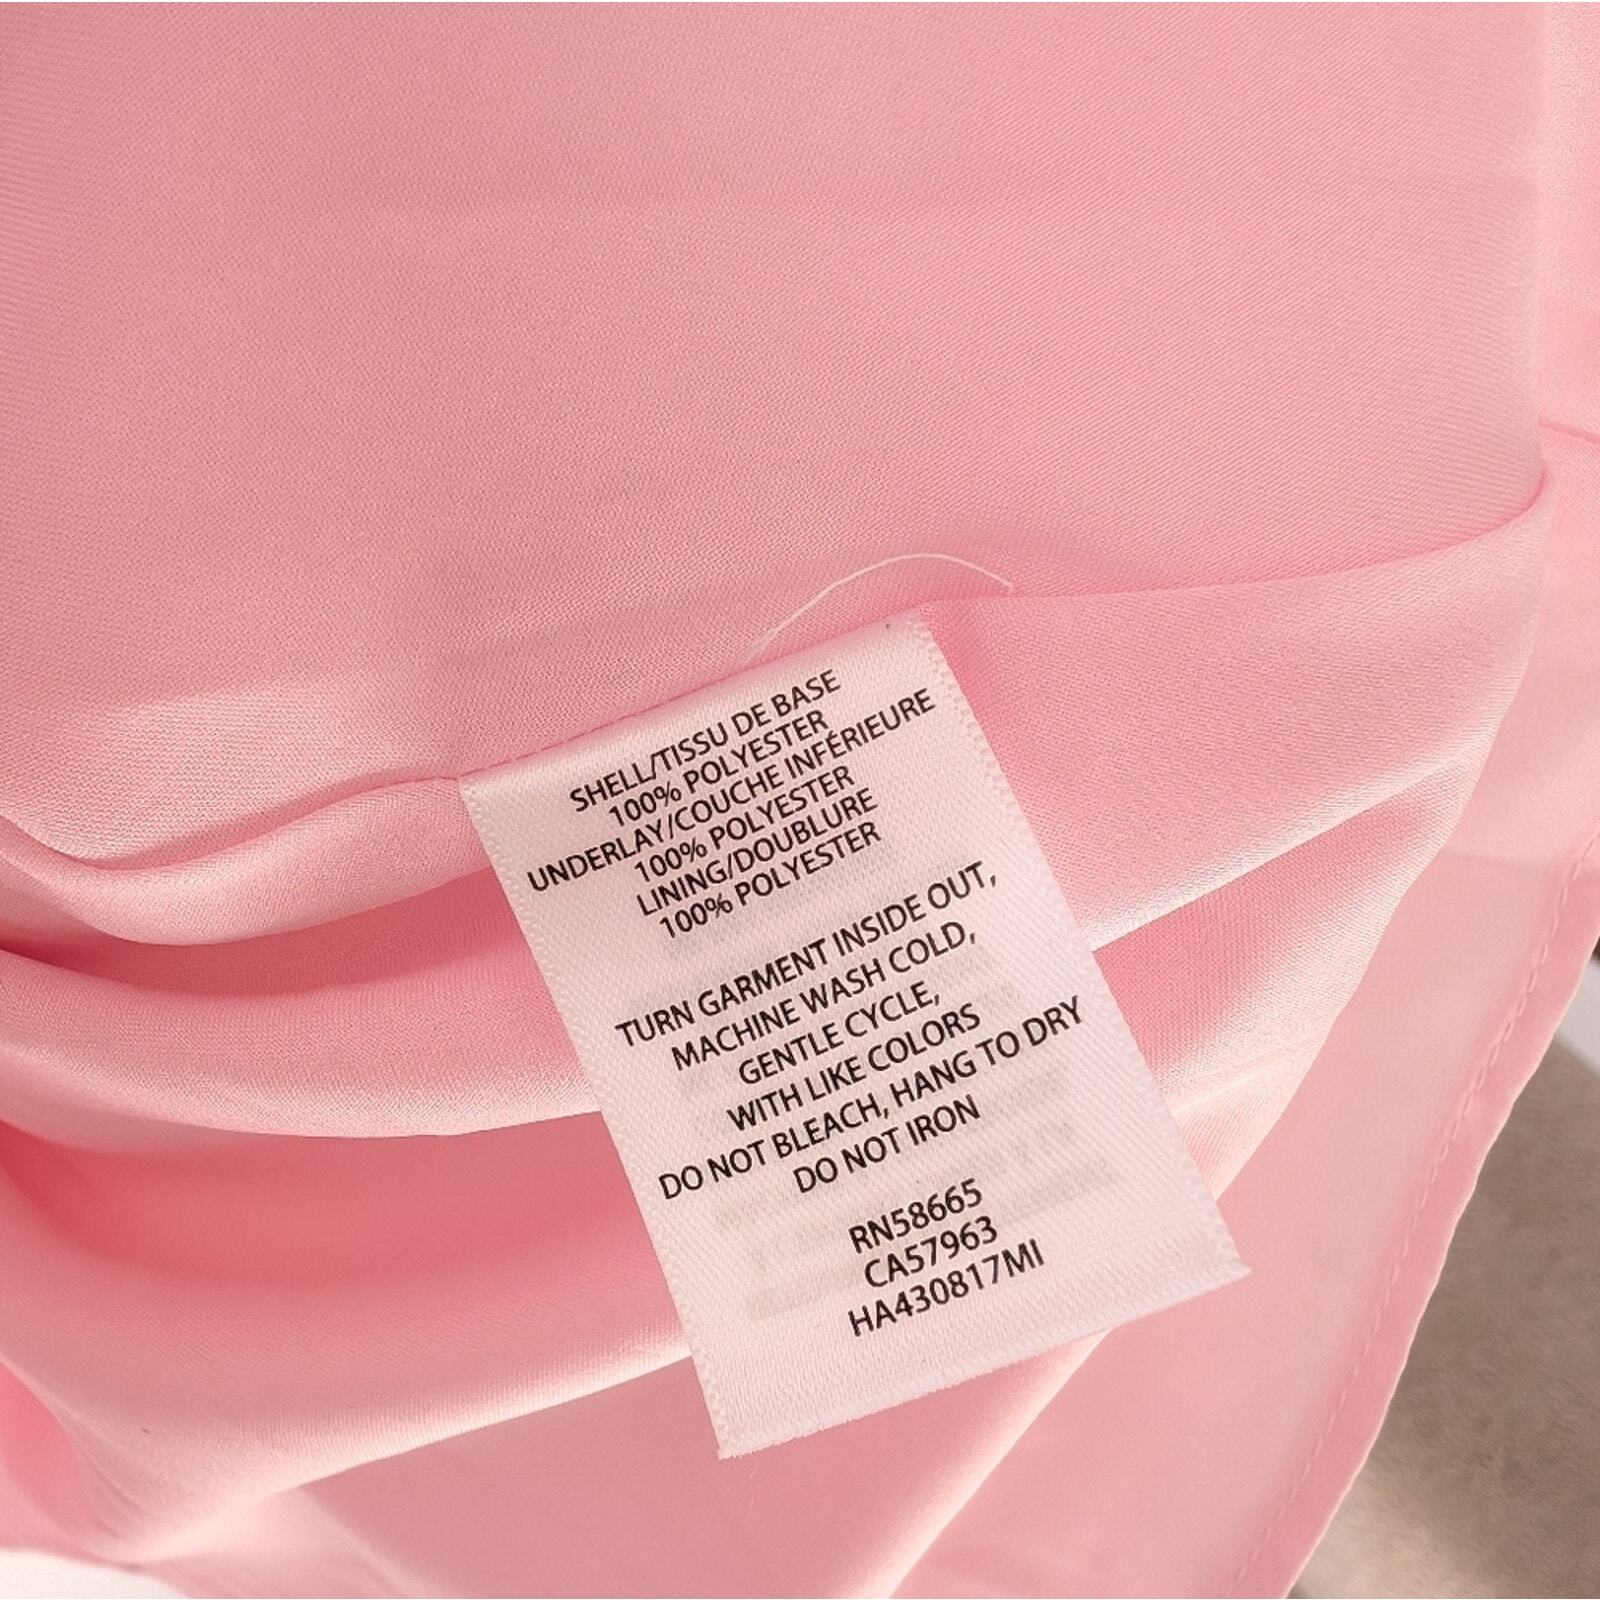 SHELL/TISSU DE BASE
100% POLYESTER
UNDERLAY/COUCHE INFÉRIEURE
100% POLYESTER
LINING/DOUBLURE
100% POLYESTER
TURN GARMENT INSIDE OUT,
MACHINE WASH COLD,
GENTLE CYCLE,
WITH LIKE COLORS
DO NOT BLEACH, HANG TO DRY
DO NOT IRON
RN58665
CA57963
HA430817MI